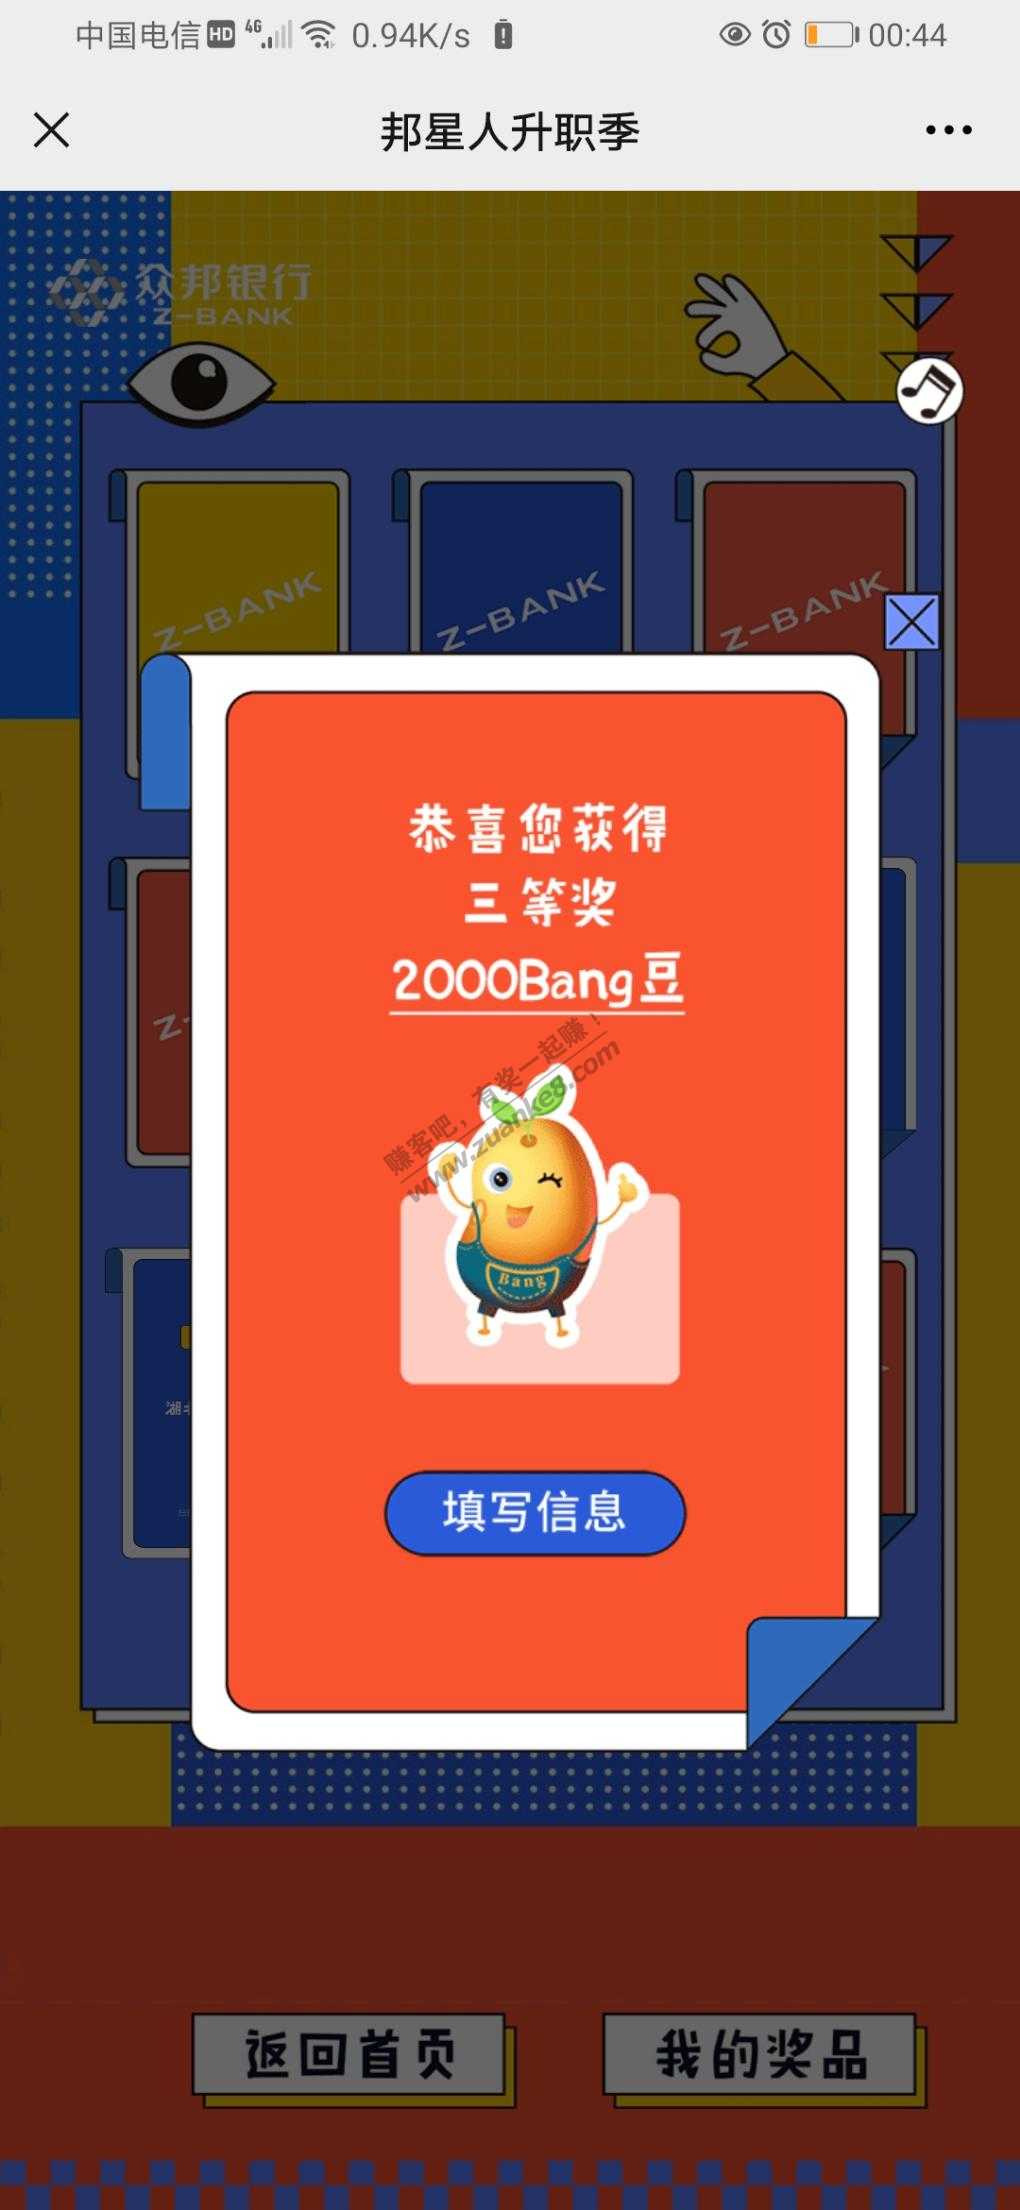 中国电信 HD 4G 0.94K/s 00:44
邦星人升职季
众邦银行
Z-BANK
Z-BANK Z-BANK Z-BANK
恭喜您获得
三等奖
2000Bang豆
赚客吧，有奖一起赚！
www.zuanke8.com
Bang
填写信息
返回首页 我的奖品